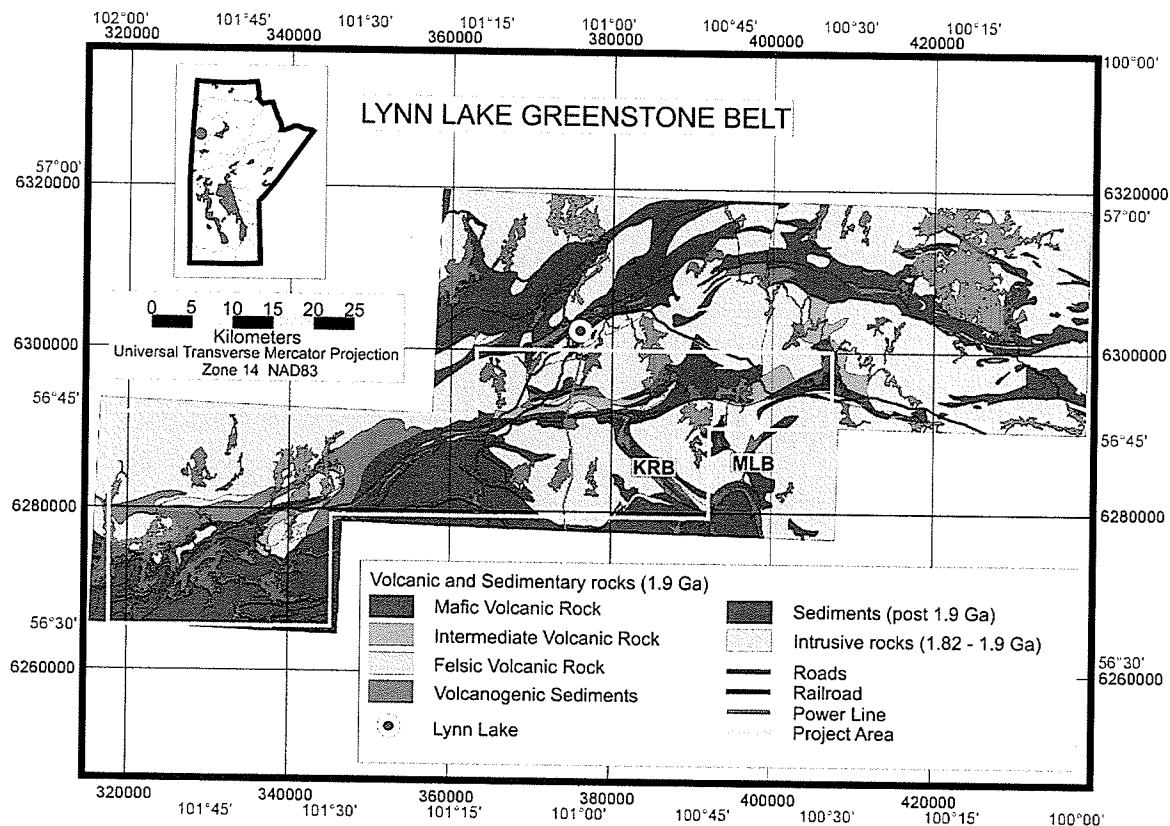 102°00' 101°45' 101°30' 101°15' 101°00' 100°45' 100°30' 100°15'
320000 340000 360000 380000 400000 420000
100°00'
LYNN LAKE GREENSTONE BELT
57°00'
6320000
6320000
57°00'
0 5 10 15 20 25
Kilometers
Universal Transverse Mercator Projection
Zone 14 NAD83
6300000
6300000
56°45'
56°45'
KRB
MLB
6280000
6280000
Volcanic and Sedimentary rocks (1.9 Ga)
Mafic Volcanic Rock
Intermediate Volcanic Rock
Felsic Volcanic Rock
Volcanogenic Sediments
Lynn Lake
Sediments (post 1.9 Ga)
Intrusive rocks (1.82 - 1.9 Ga)
Roads
Railroad
Power Line
Project Area
56°30'
6260000
56°30'
6260000
320000 340000 360000 380000 400000 420000
101°45' 101°30' 101°15' 101°00' 100°45' 100°30' 100°15' 100°00'